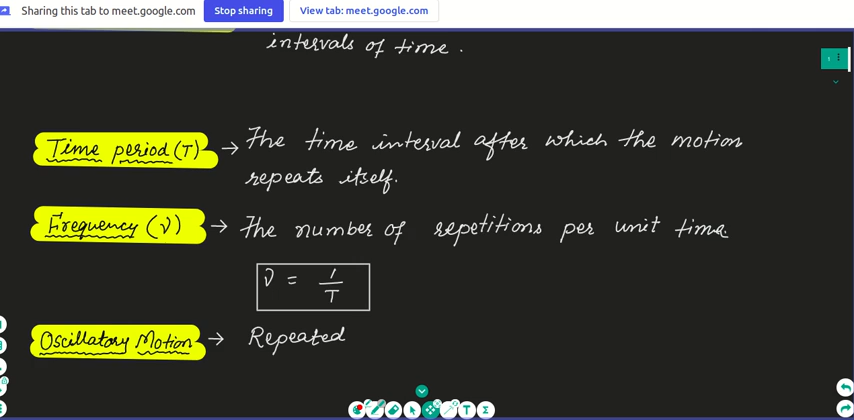 Sharing this tab to meet.google.com
Stop sharing
View tab: meet.google.com
intervals of time.
Time period (T) → The time interval after which the motion
repeats itself.
Frequency (ν) → The number of repetitions per unit time
ν = 1/T
Oscillatory Motion → Repeated
1
T
Σ